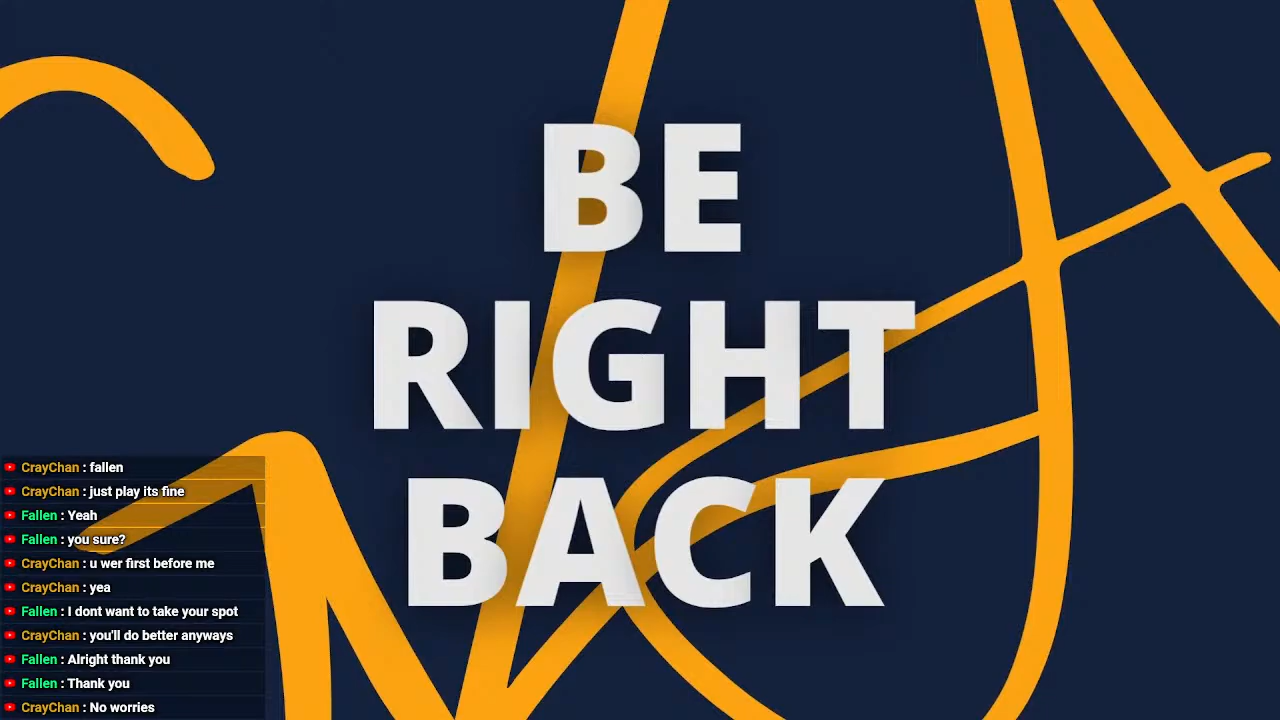 BE
RIGHT
BACK
CrayChan : fallen
CrayChan : just play its fine
Fallen : Yeah
Fallen : you sure?
CrayChan : u wer first before me
CrayChan : yea
Fallen : I dont want to take your spot
CrayChan : you'll do better anyways
Fallen : Alright thank you
Fallen : Thank you
CrayChan : No worries